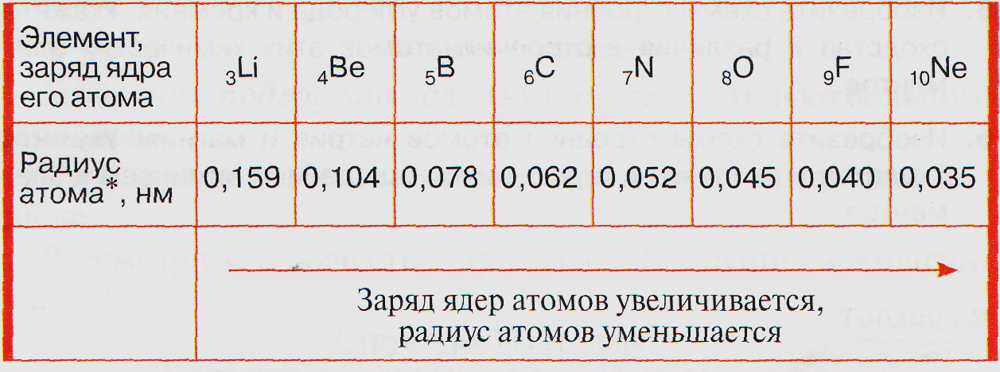 Элемент,
заряд ядра
его атома
₃Li ₄Be ₅B ₆C ₇N ₈O ₉F ₁₀Ne
Радиус
атома*, нм
0,159 0,104 0,078 0,062 0,052 0,045 0,040 0,035
Заряд ядер атомов увеличивается,
радиус атомов уменьшается